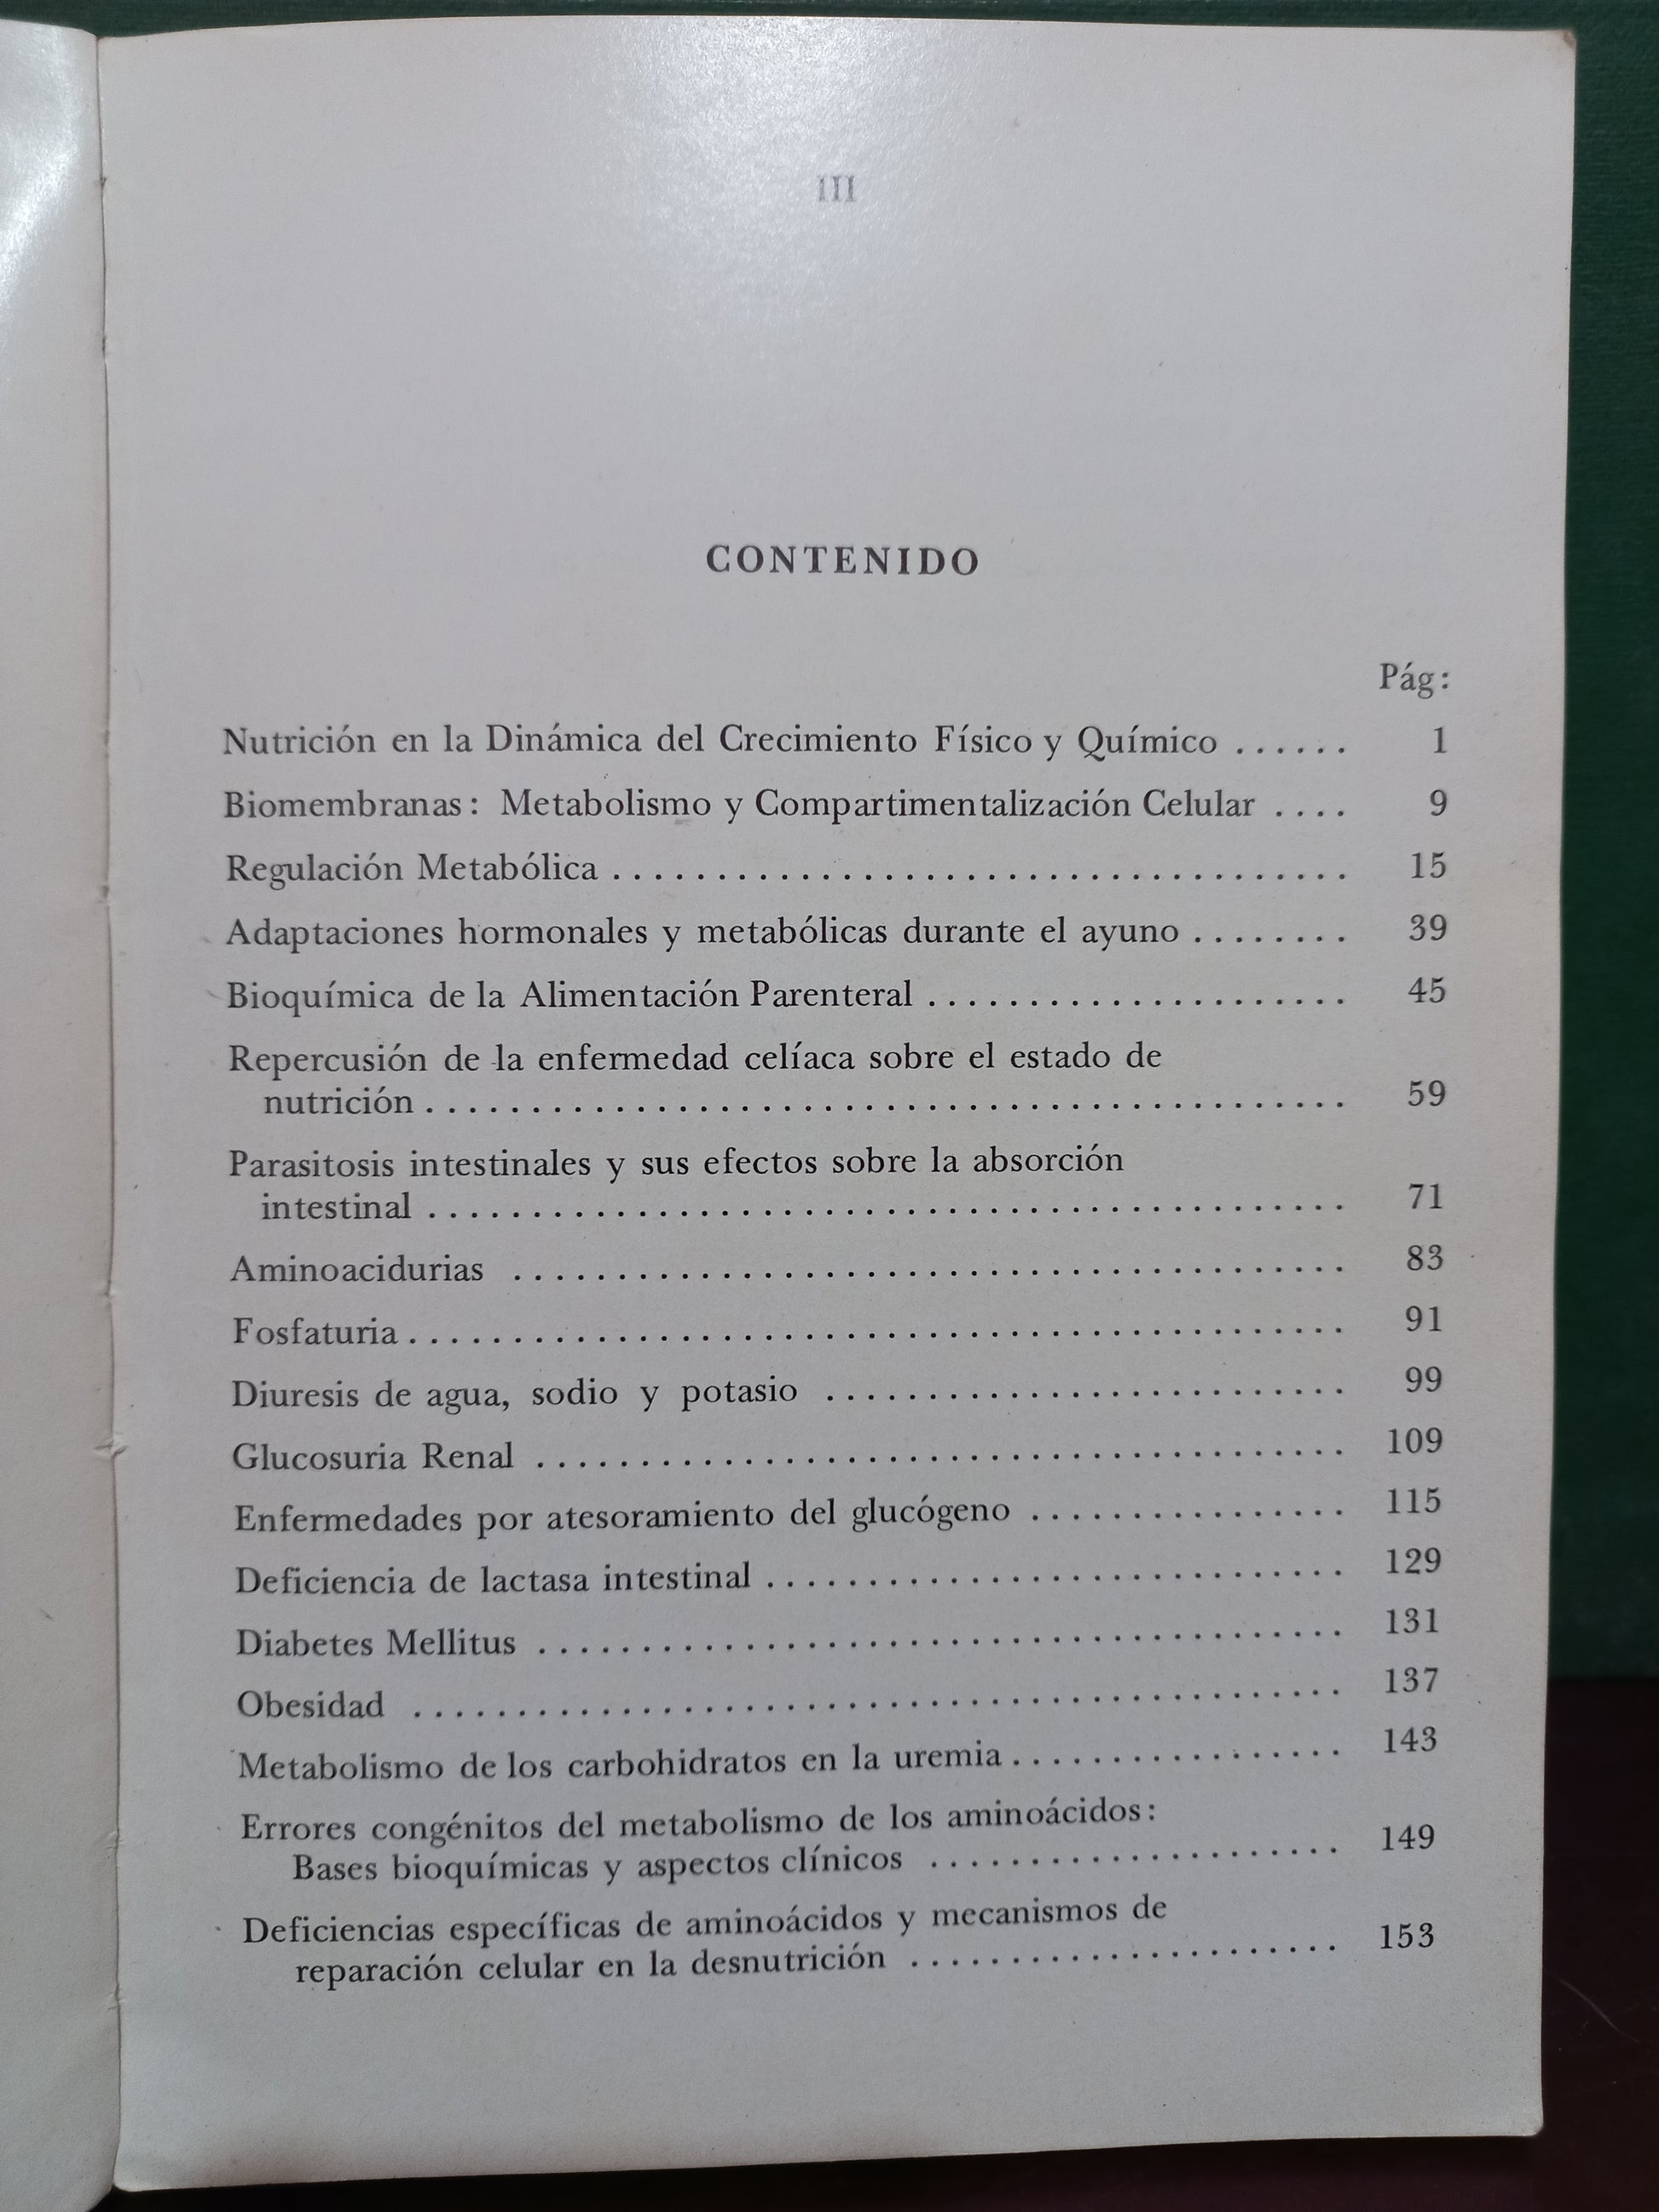 III
CONTENIDO
Pág:
Nutrición en la Dinámica del Crecimiento Físico y Químico ...... 1
Biomembranas: Metabolismo y Compartimentalización Celular .... 9
Regulación Metabólica .................................... 15
Adaptaciones hormonales y metabólicas durante el ayuno ........ 39
Bioquímica de la Alimentación Parenteral ..................... 45
Repercusión de la enfermedad celíaca sobre el estado de
nutrición ............................................. 59
Parasitosis intestinales y sus efectos sobre la absorción
intestinal ............................................. 71
Aminoacidurias ......................................... 83
Fosfaturia .............................................. 91
Diuresis de agua, sodio y potasio .......................... 99
Glucosuria Renal ........................................ 109
Enfermedades por atesoramiento del glucógeno ................ 115
Deficiencia de lactasa intestinal ............................. 129
Diabetes Mellitus ........................................ 131
Obesidad .............................................. 137
Metabolismo de los carbohidratos en la uremia ................. 143
Errores congénitos del metabolismo de los aminoácidos:
Bases bioquímicas y aspectos clínicos ..................... 149
Deficiencias específicas de aminoácidos y mecanismos de
reparación celular en la desnutrición ...................... 153